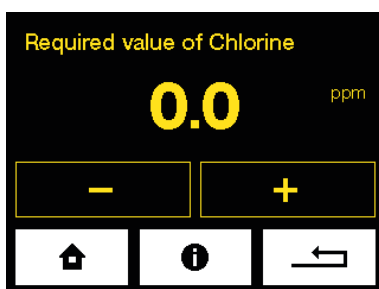 Required value of Chlorine
0.0 ppm
− +